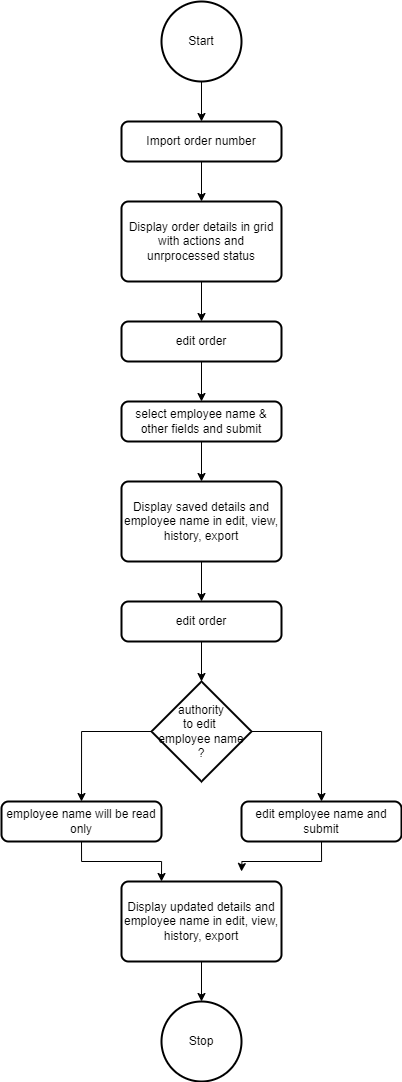 Start
Import order number
Display order details in grid
with actions and
unrprocessed status
edit order
select employee name &
other fields and submit
Display saved details and
employee name in edit, view,
history, export
edit order
authority
to edit
employee name
?
employee name will be read
only
edit employee name and
submit
Display updated details and
employee name in edit, view,
history, export
Stop